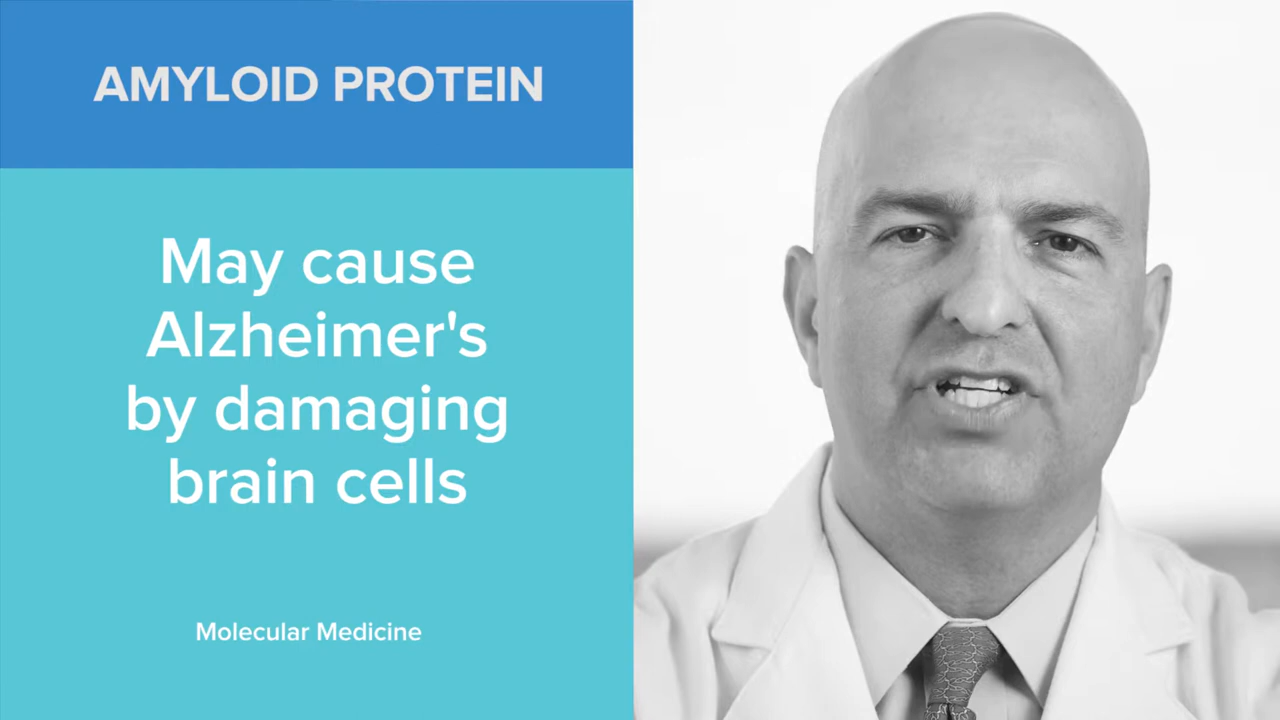 AMYLOID PROTEIN
May cause
Alzheimer's
by damaging
brain cells
Molecular Medicine